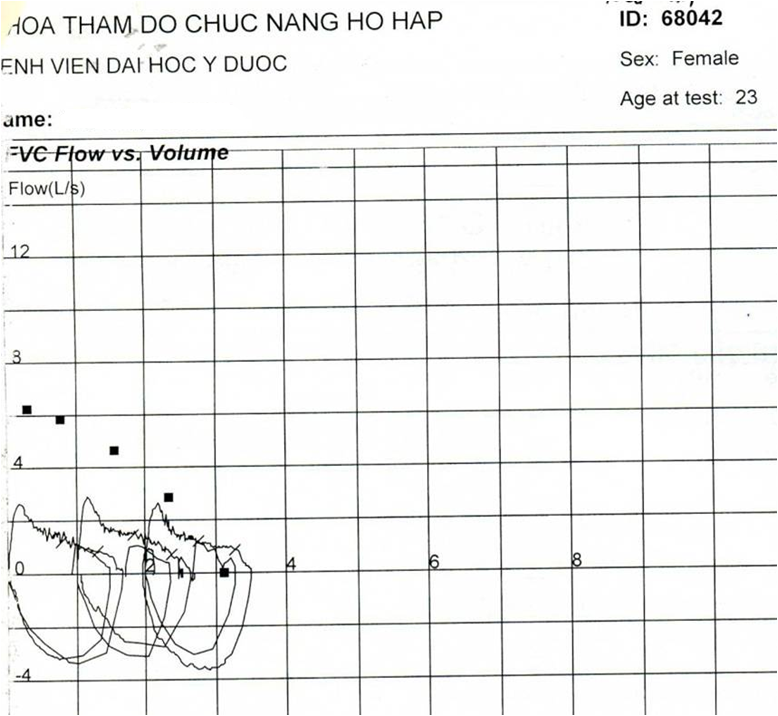 HOA THAM DO CHUC NANG HO HAP
ENH VIEN DAI HOC Y DUOC
ame:
ID: 68042
Sex: Female
Age at test: 23
FVC Flow vs. Volume
Flow(L/s)
12
8
4
0
2
4
6
8
-4